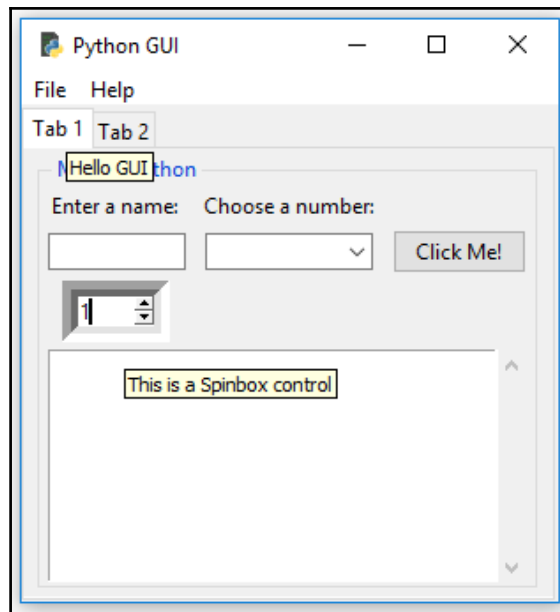 Python GUI
File Help
Tab 1 Tab 2
Hello GUI thon
Enter a name: Choose a number:
Click Me!
1
This is a Spinbox control